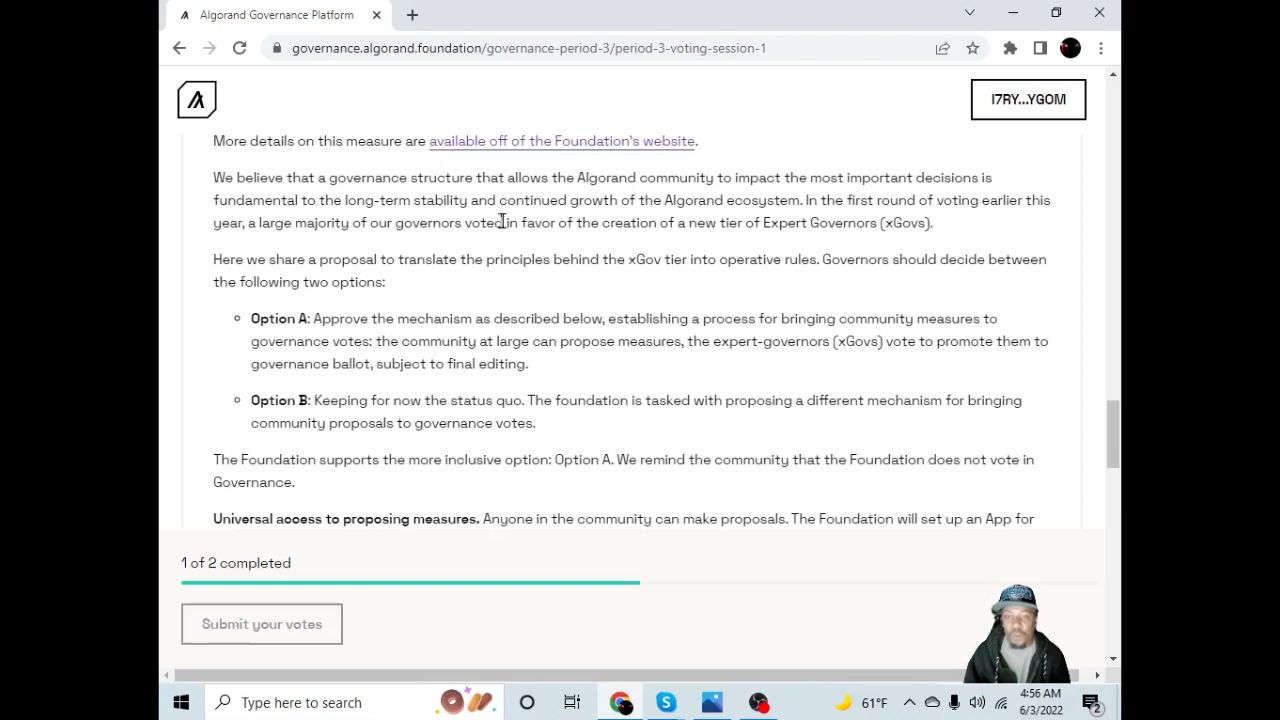 Algorand Governance Platform
governance.algorand.foundation/governance-period-3/period-3-voting-session-1
I7RY...YGOM
More details on this measure are available off of the Foundation's website.
We believe that a governance structure that allows the Algorand community to impact the most important decisions is
fundamental to the long-term stability and continued growth of the Algorand ecosystem. In the first round of voting earlier this
year, a large majority of our governors voted in favor of the creation of a new tier of Expert Governors (xGovs).
Here we share a proposal to translate the principles behind the xGov tier into operative rules. Governors should decide between
the following two options:
Option A: Approve the mechanism as described below, establishing a process for bringing community measures to
governance votes: the community at large can propose measures, the expert-governors (xGovs) vote to promote them to
governance ballot, subject to final editing.
Option B: Keeping for now the status quo. The foundation is tasked with proposing a different mechanism for bringing
community proposals to governance votes.
The Foundation supports the more inclusive option: Option A. We remind the community that the Foundation does not vote in
Governance.
Universal access to proposing measures. Anyone in the community can make proposals. The Foundation will set up an App for
1 of 2 completed
Submit your votes
Type here to search
61°F
4:56 AM
6/3/2022
2